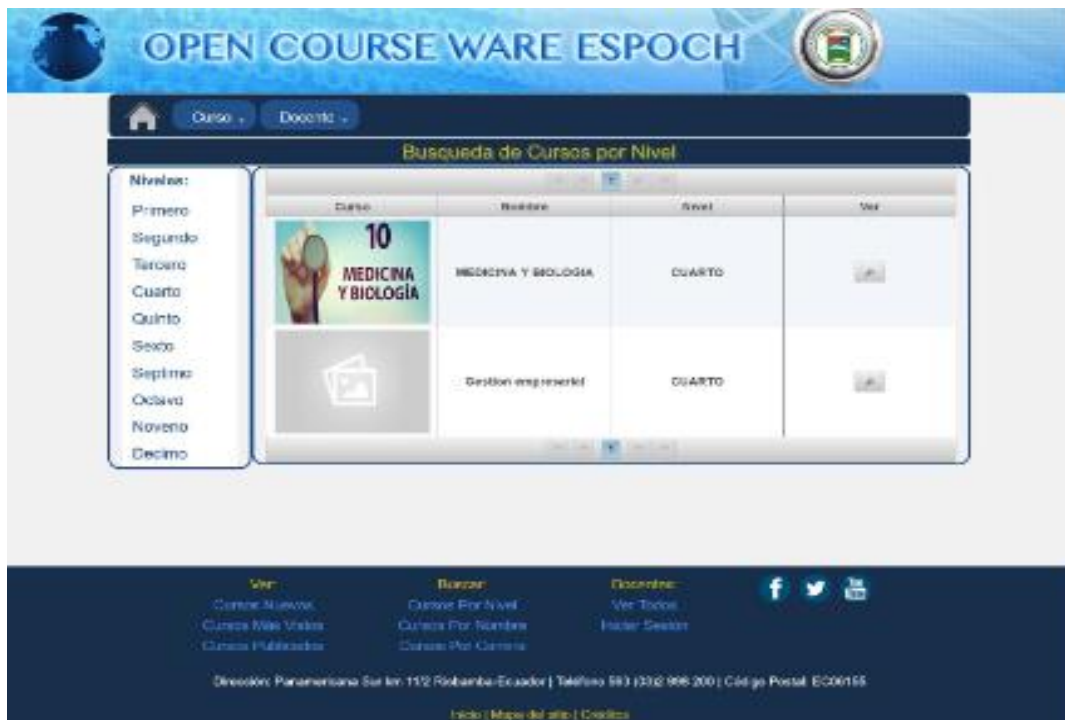 OPEN COURSE WARE ESPOCH
Curso Docente
Busqueda de Cursos por Nivel
Niveles:
Primero
Segundo
Tercero
Cuarto
Quinto
Sexto
Septimo
Octavo
Noveno
Decimo
Curso Nombre Nivel Ver
10
MEDICINA
Y BIOLOGÍA
MEDICINA Y BIOLOGIA CUARTO
Gestion empresarial CUARTO
Ver: Buscar: Docentes:
Cursos Nuevos Cursos Por Nivel Ver Todos
Cursos Más Vistos Cursos Por Nombre Iniciar Sesión
Cursos Publicados Cursos Por Carrera
You Tube
Dirección: Panamericana Sur km 11/2 Riobamba-Ecuador | Teléfono 593 (03)2 998 200 | Código Postal: EC06155
Inicio | Mapa del sitio | Créditos